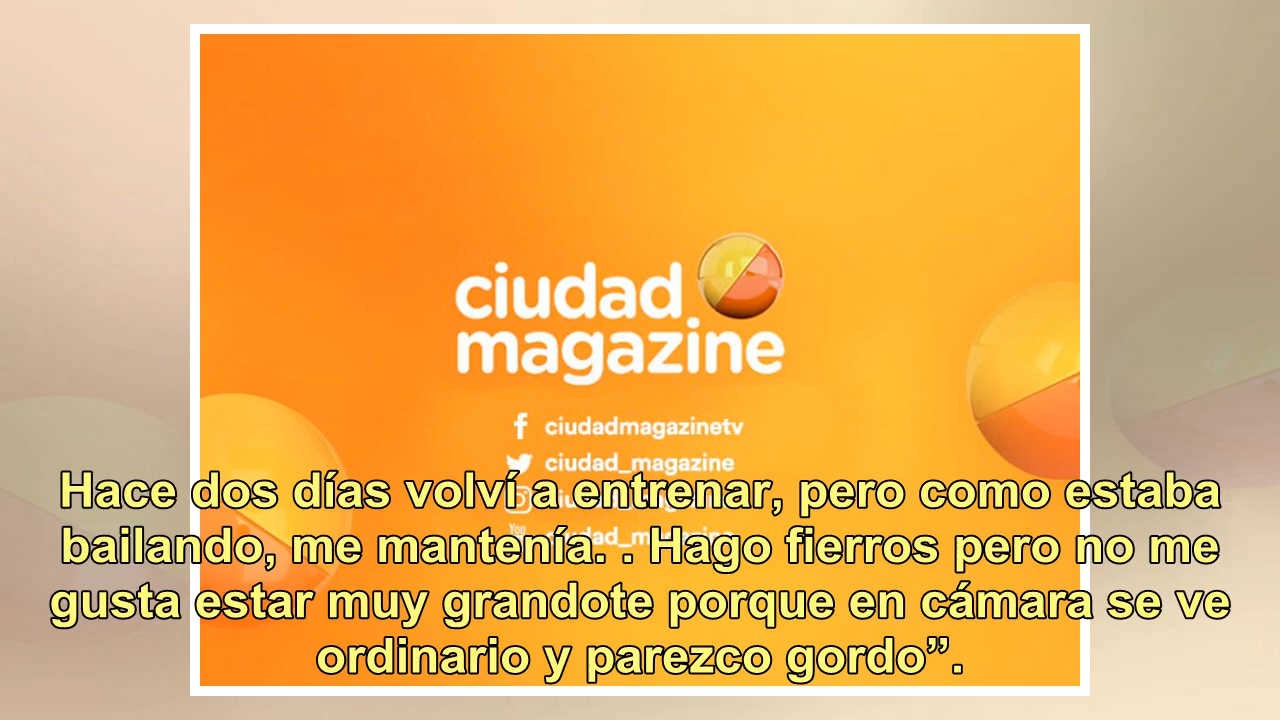 ciudad
magazine
ciudadmagazinetv
ciudad_magazine
Hace dos días volví a entrenar, pero como estaba
bailando, me mantenía. . Hago fierros pero no me
gusta estar muy grandote porque en cámara se ve
ordinario y parezco gordo”.